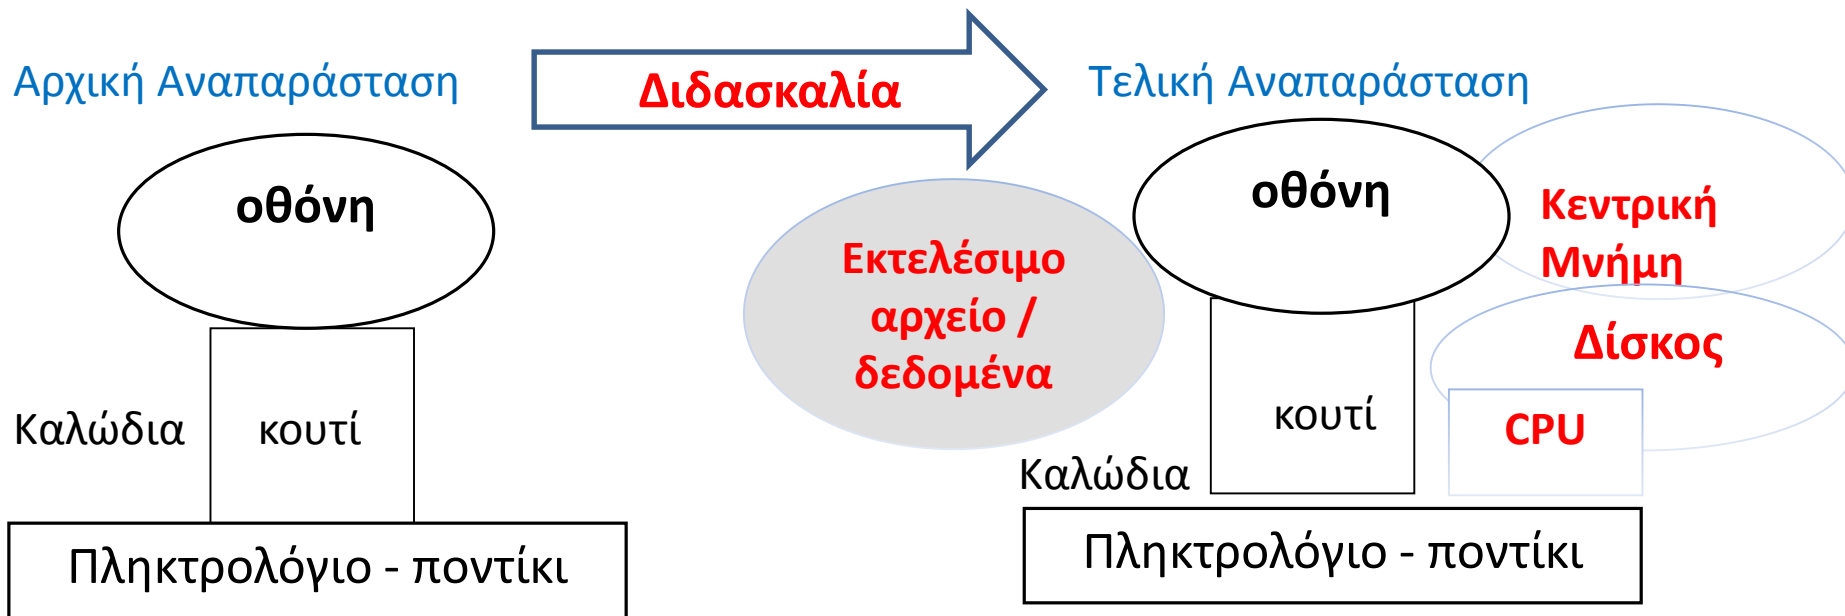 Αρχική Αναπαράσταση
Διδασκαλία
Τελική Αναπαράσταση
οθόνη
Καλώδια
κουτί
Πληκτρολόγιο - ποντίκι
Εκτελέσιμο
αρχείο /
δεδομένα
οθόνη
Κεντρική
Μνήμη
Δίσκος
κουτί
CPU
Καλώδια
Πληκτρολόγιο - ποντίκι